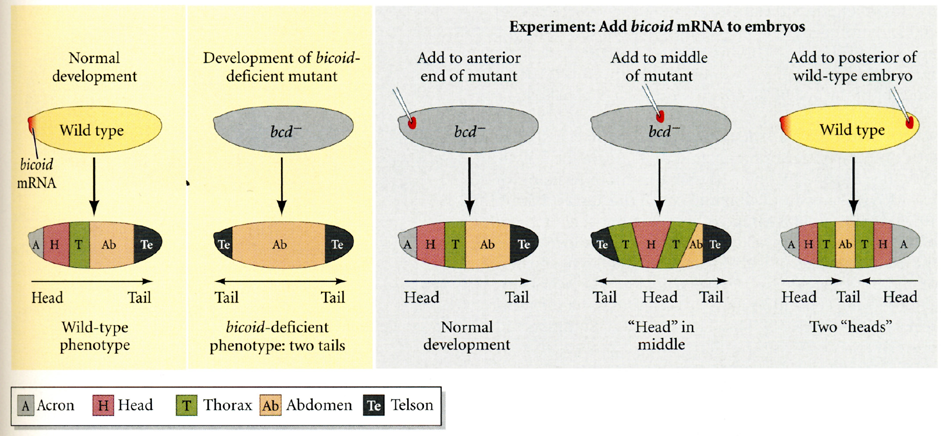 Experiment: Add bicoid mRNA to embryos
Normal
development
Wild type
bicoid
mRNA
A H T Ab Te
Head Tail
Wild-type
phenotype
Development of bicoid-
deficient mutant
bcd–
Te Ab Te
Tail Tail
bicoid-deficient
phenotype: two tails
Add to anterior
end of mutant
bcd–
A H T Ab Te
Head Tail
Normal
development
Add to middle
of mutant
bcd–
Te T H T Ab Te
Tail Head Tail
“Head” in
middle
Add to posterior of
wild-type embryo
Wild type
A H T Ab T H A
Head Tail Head
Two “heads”
A Acron H Head T Thorax Ab Abdomen Te Telson